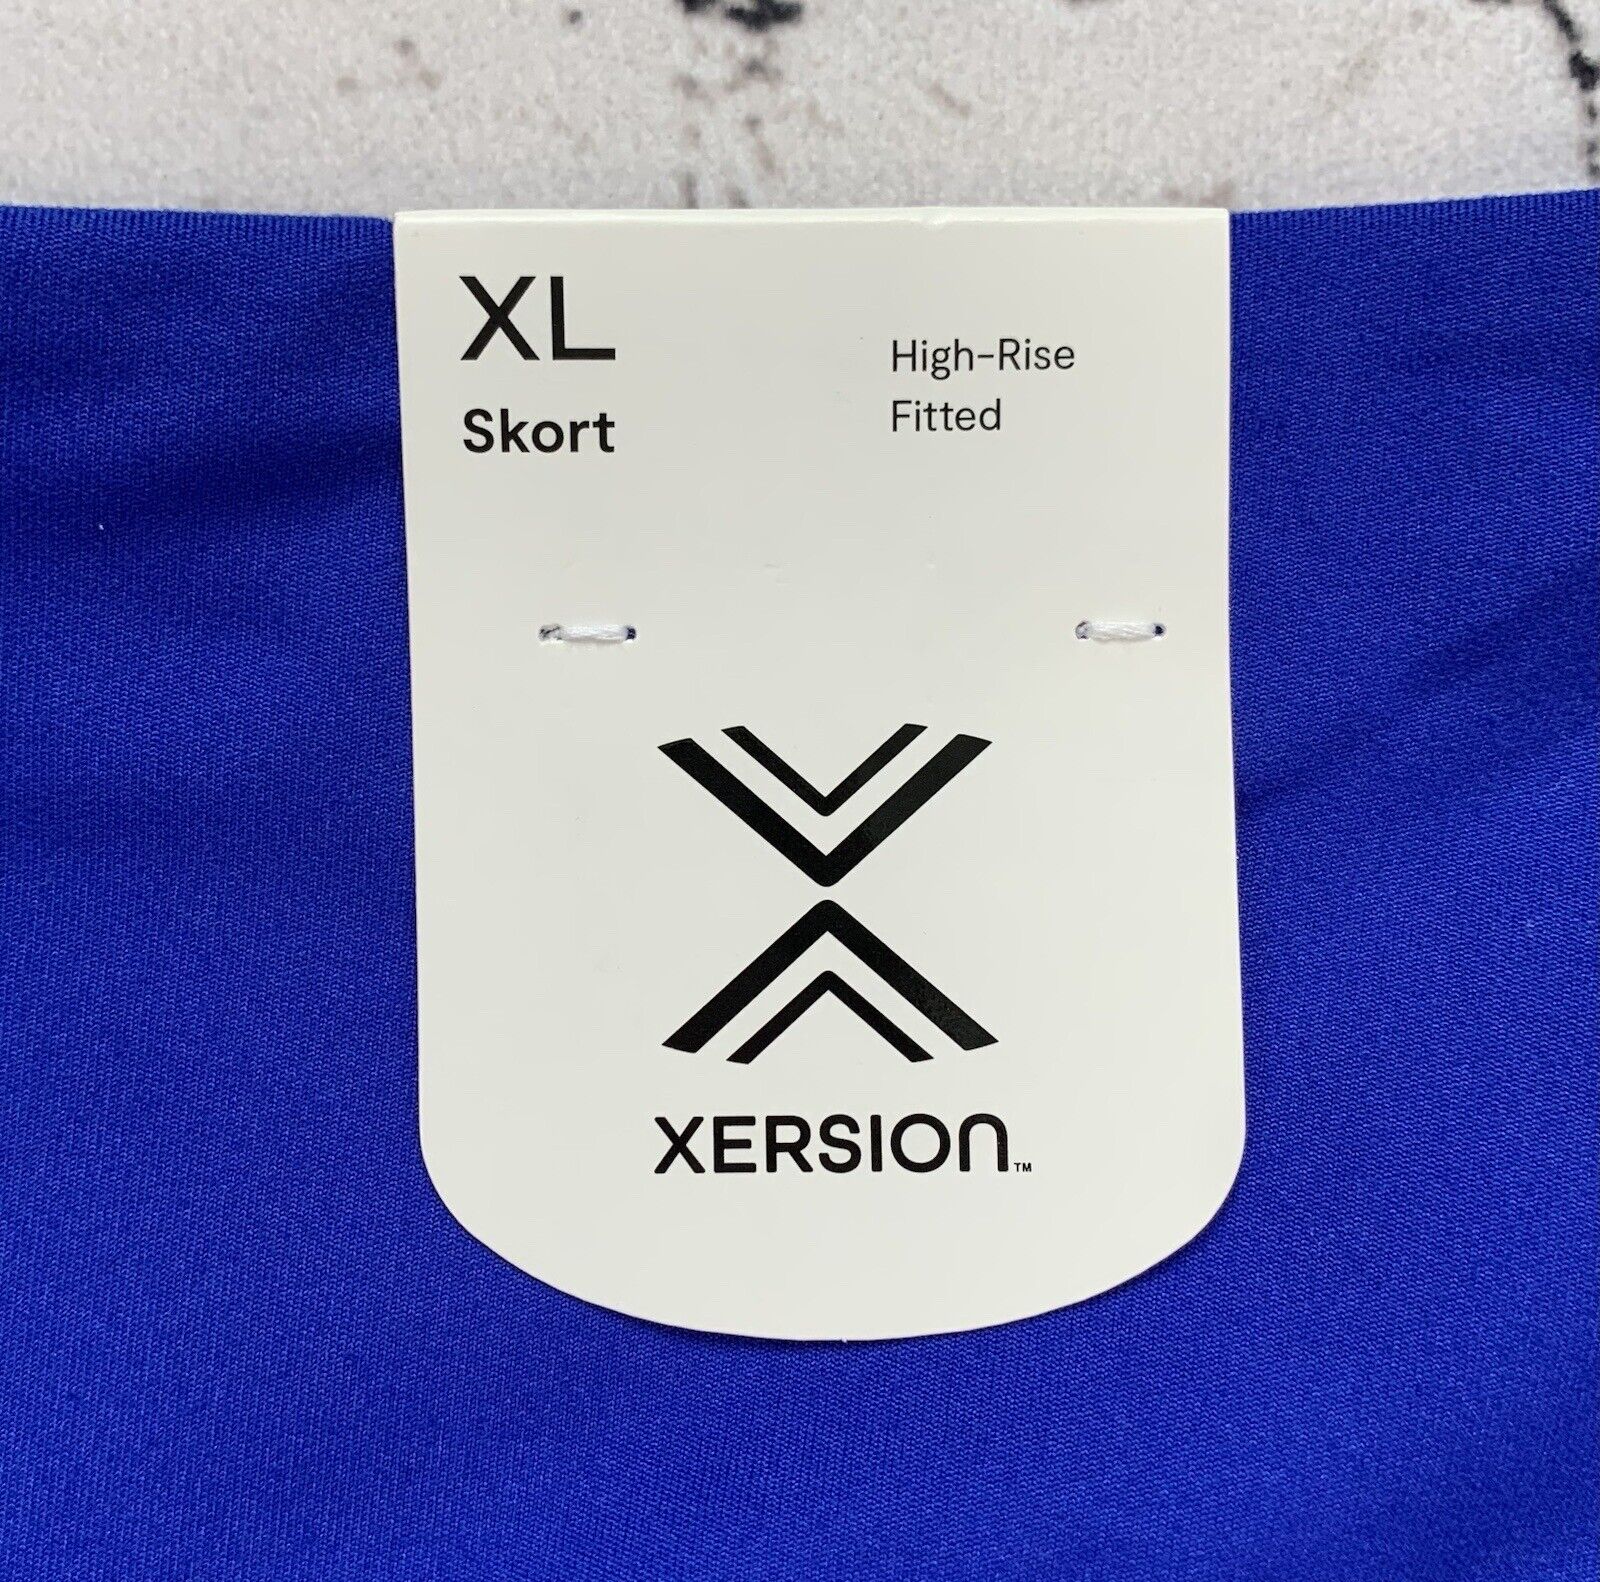 XL
Skort
High-Rise
Fitted
XERSION™